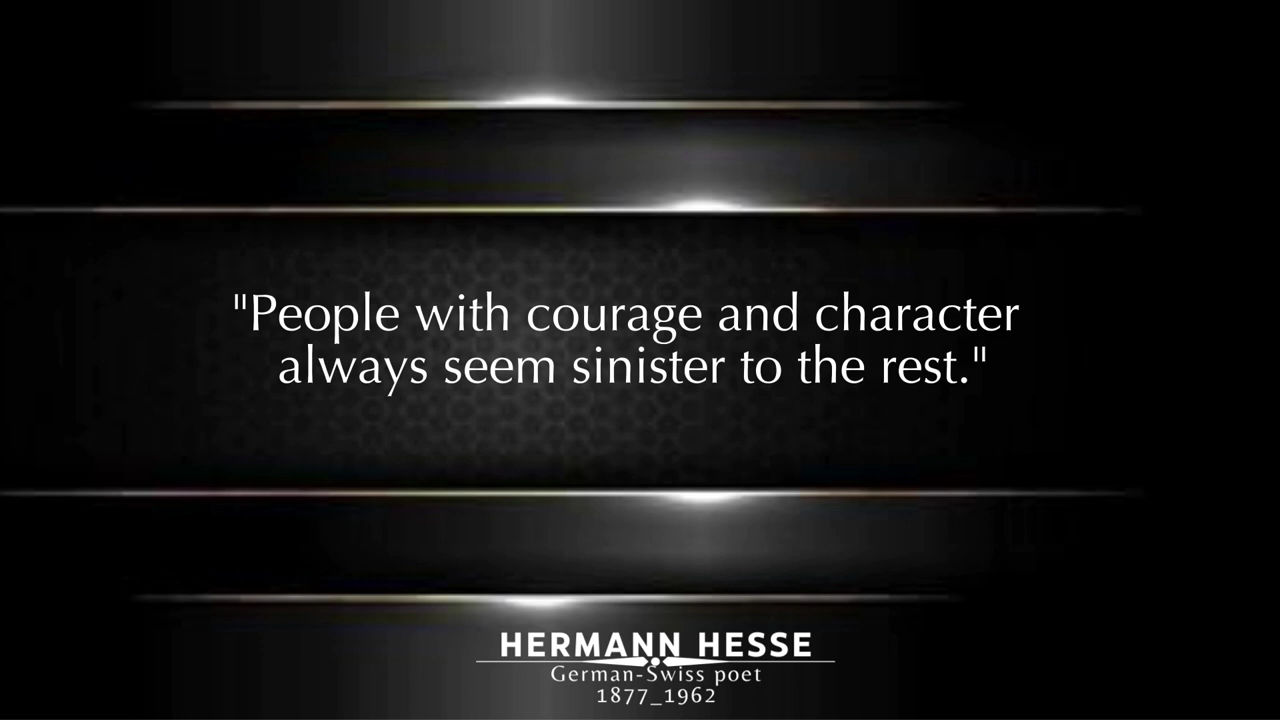 "People with courage and character
always seem sinister to the rest."
HERMANN HESSE
German-Swiss poet
1877_1962